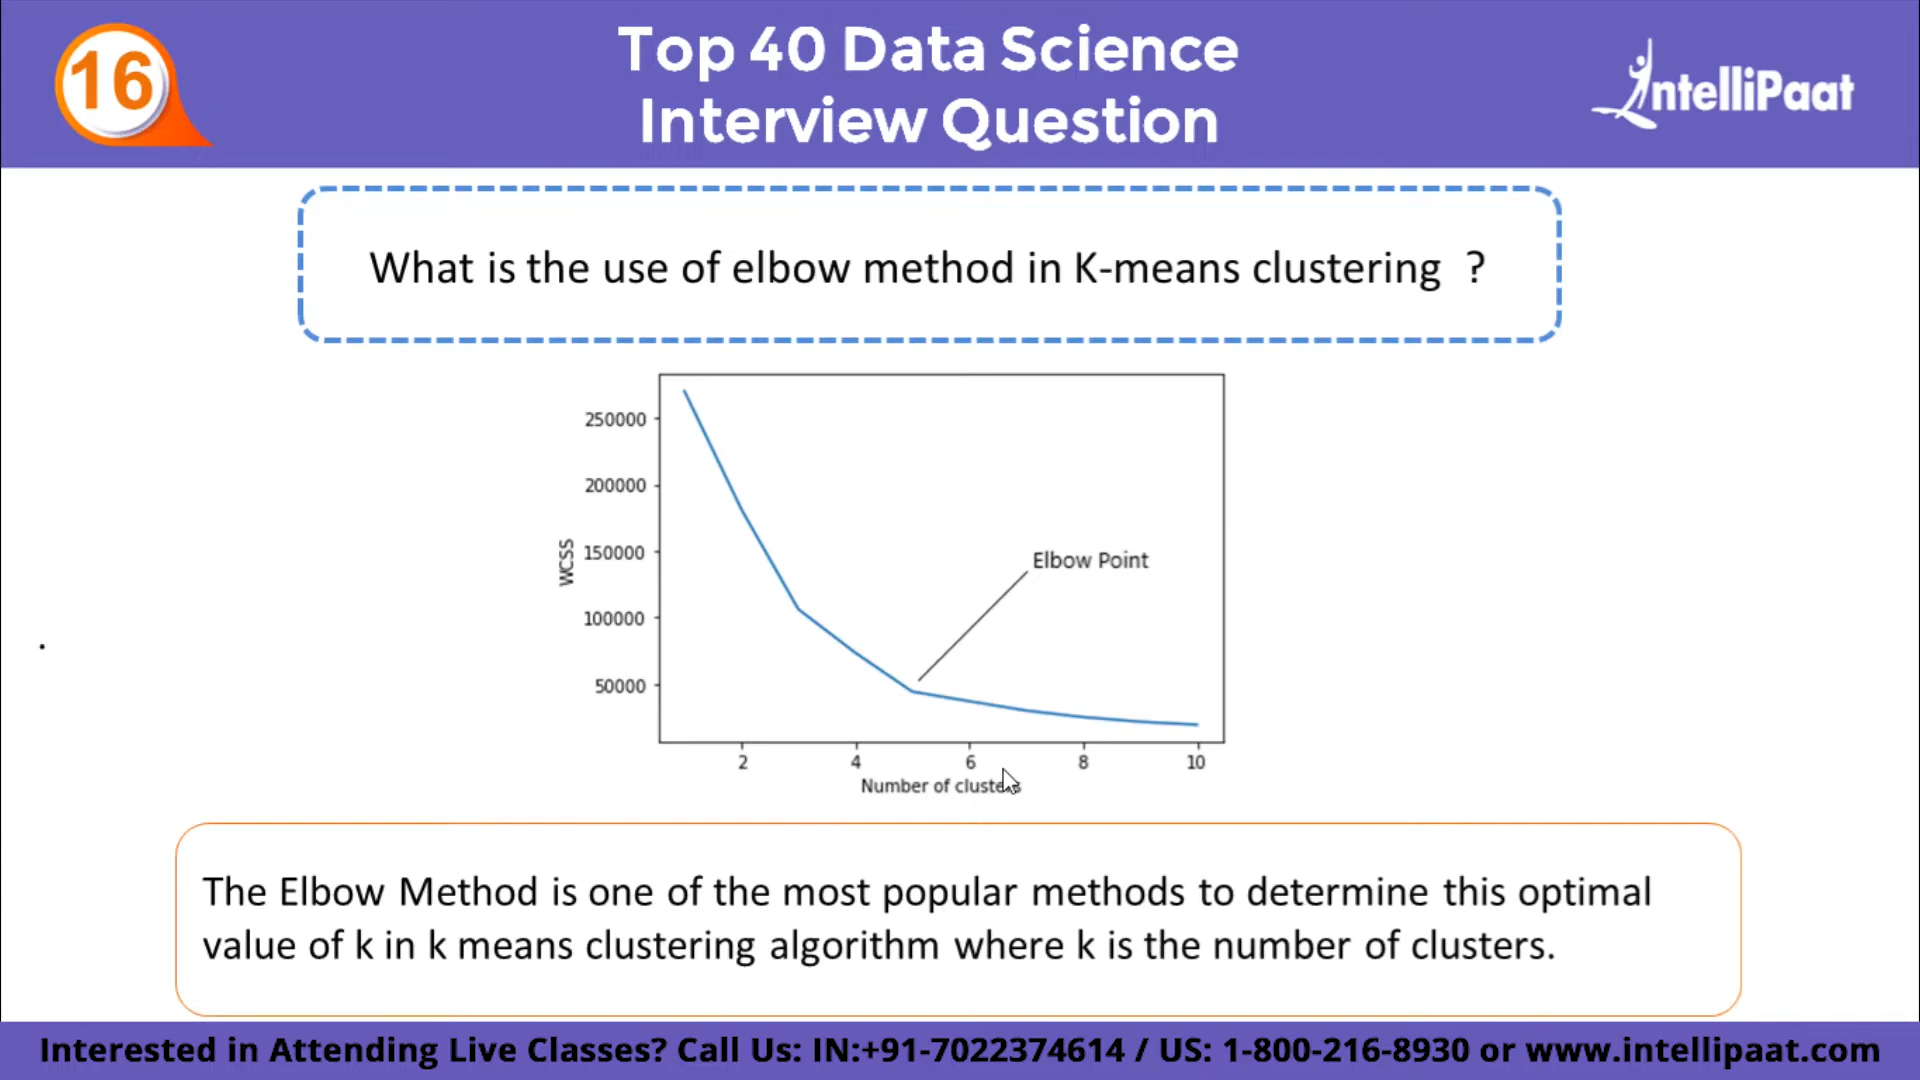 16
Top 40 Data Science
Interview Question
IntelliPaat
What is the use of elbow method in K-means clustering ?
250000
200000
150000
100000
50000
WCSS
Elbow Point
2 4 6 8 10
Number of clusters
The Elbow Method is one of the most popular methods to determine this optimal
value of k in k means clustering algorithm where k is the number of clusters.
Interested in Attending Live Classes? Call Us: IN:+91-7022374614 / US: 1-800-216-8930 or www.intellipaat.com